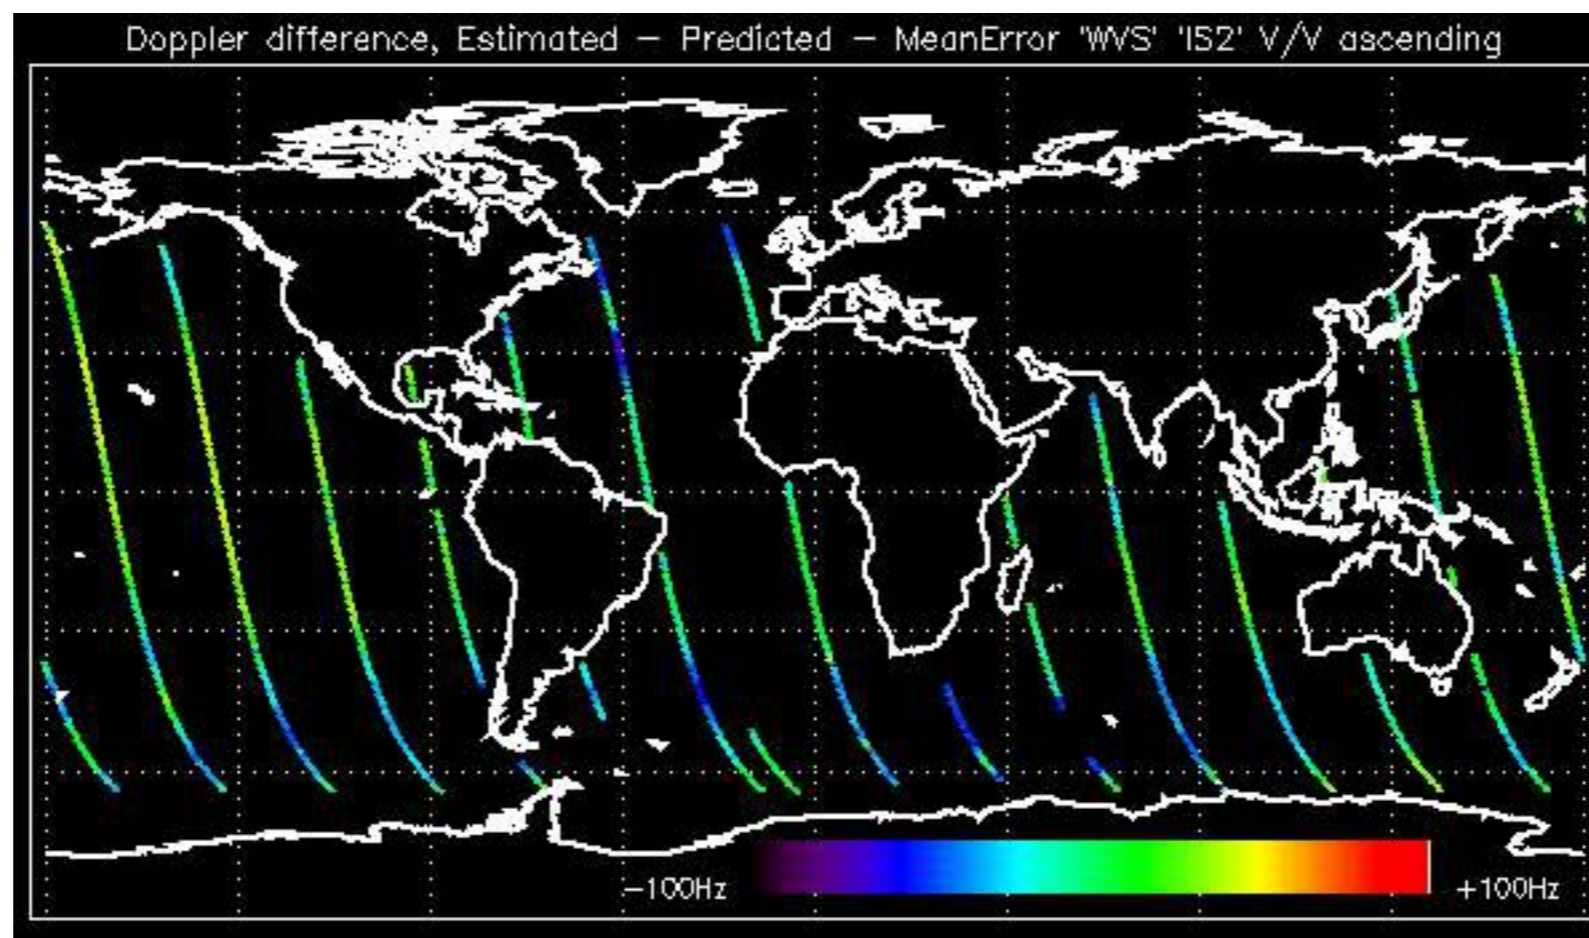 Doppler difference, Estimated – Predicted – MeanError 'WVS' 'IS2' V/V ascending
–100Hz +100Hz